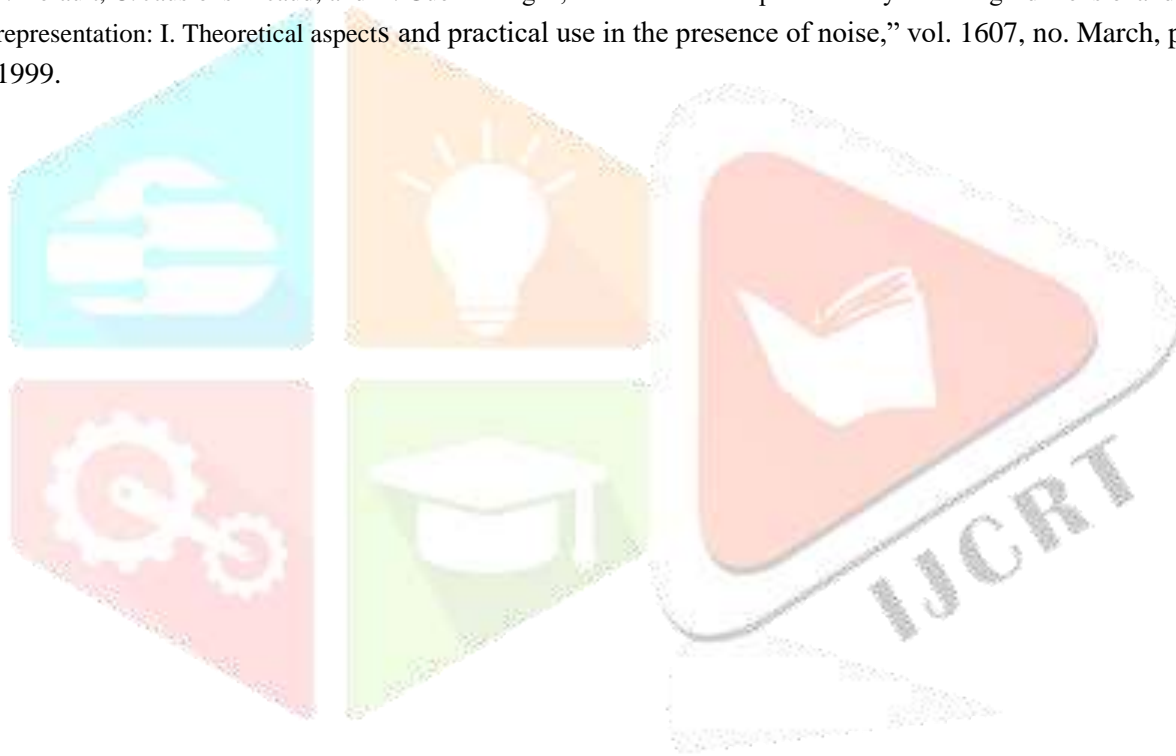 representation: I. Theoretical aspects and practical use in the presence of noise,” vol. 1607, no. March,
1999.
IJCRT